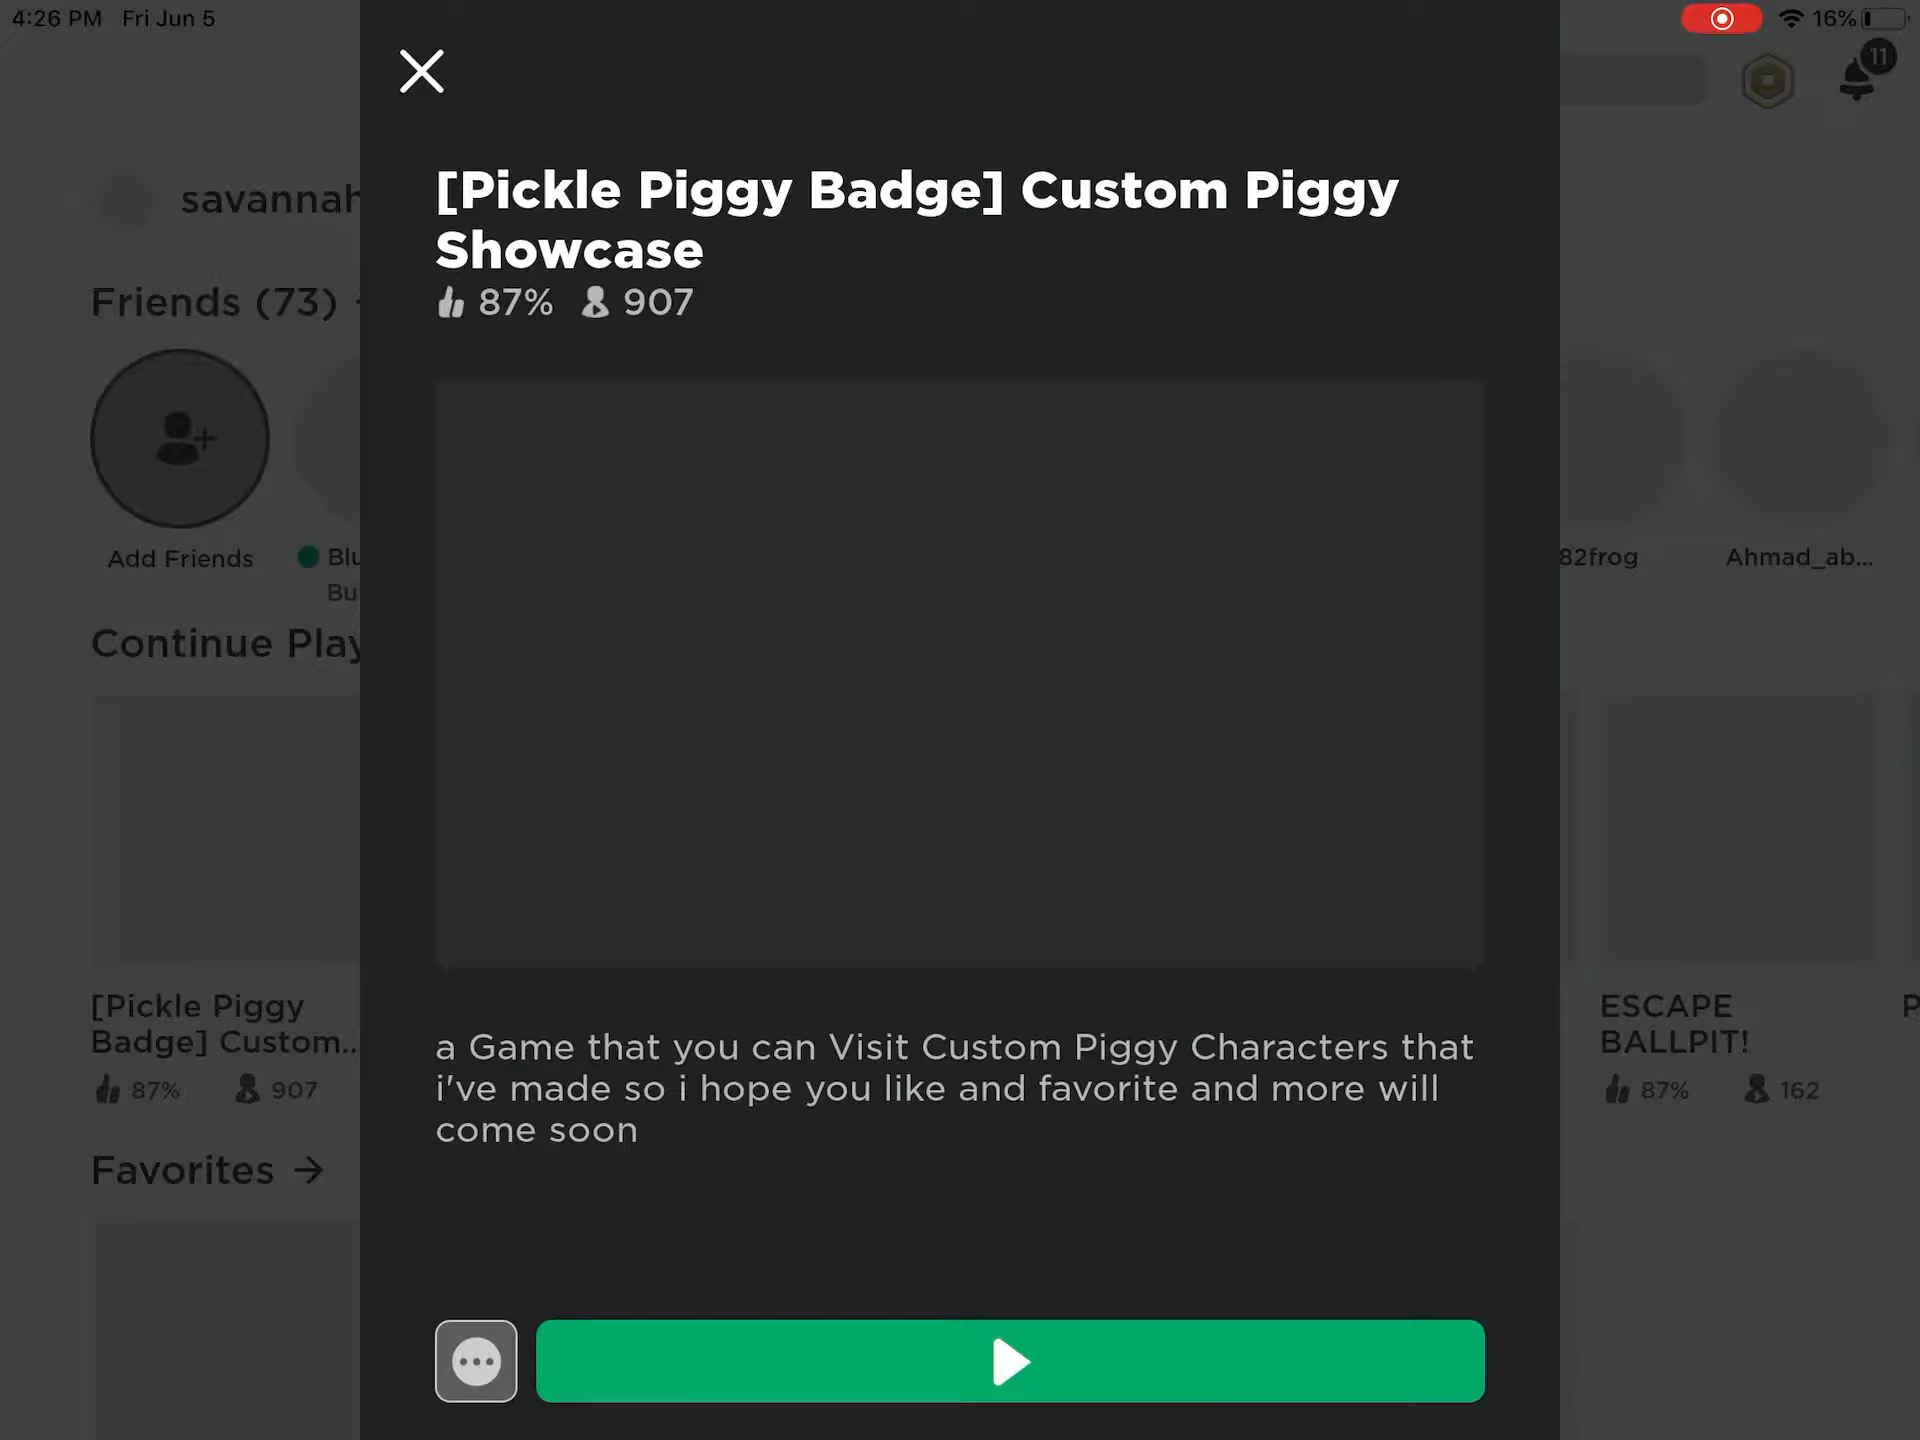 4:26 PM Fri Jun 5
16%
11
[Pickle Piggy Badge] Custom Piggy
Showcase
87% 907
savannah
Friends (73)
Add Friends
Blu
Bu
82frog
Ahmad_ab...
Continue Play
[Pickle Piggy
Badge] Custom..
87% 907
ESCAPE
BALLPIT!
87% 162
P
a Game that you can Visit Custom Piggy Characters that
i've made so i hope you like and favorite and more will
come soon
Favorites →